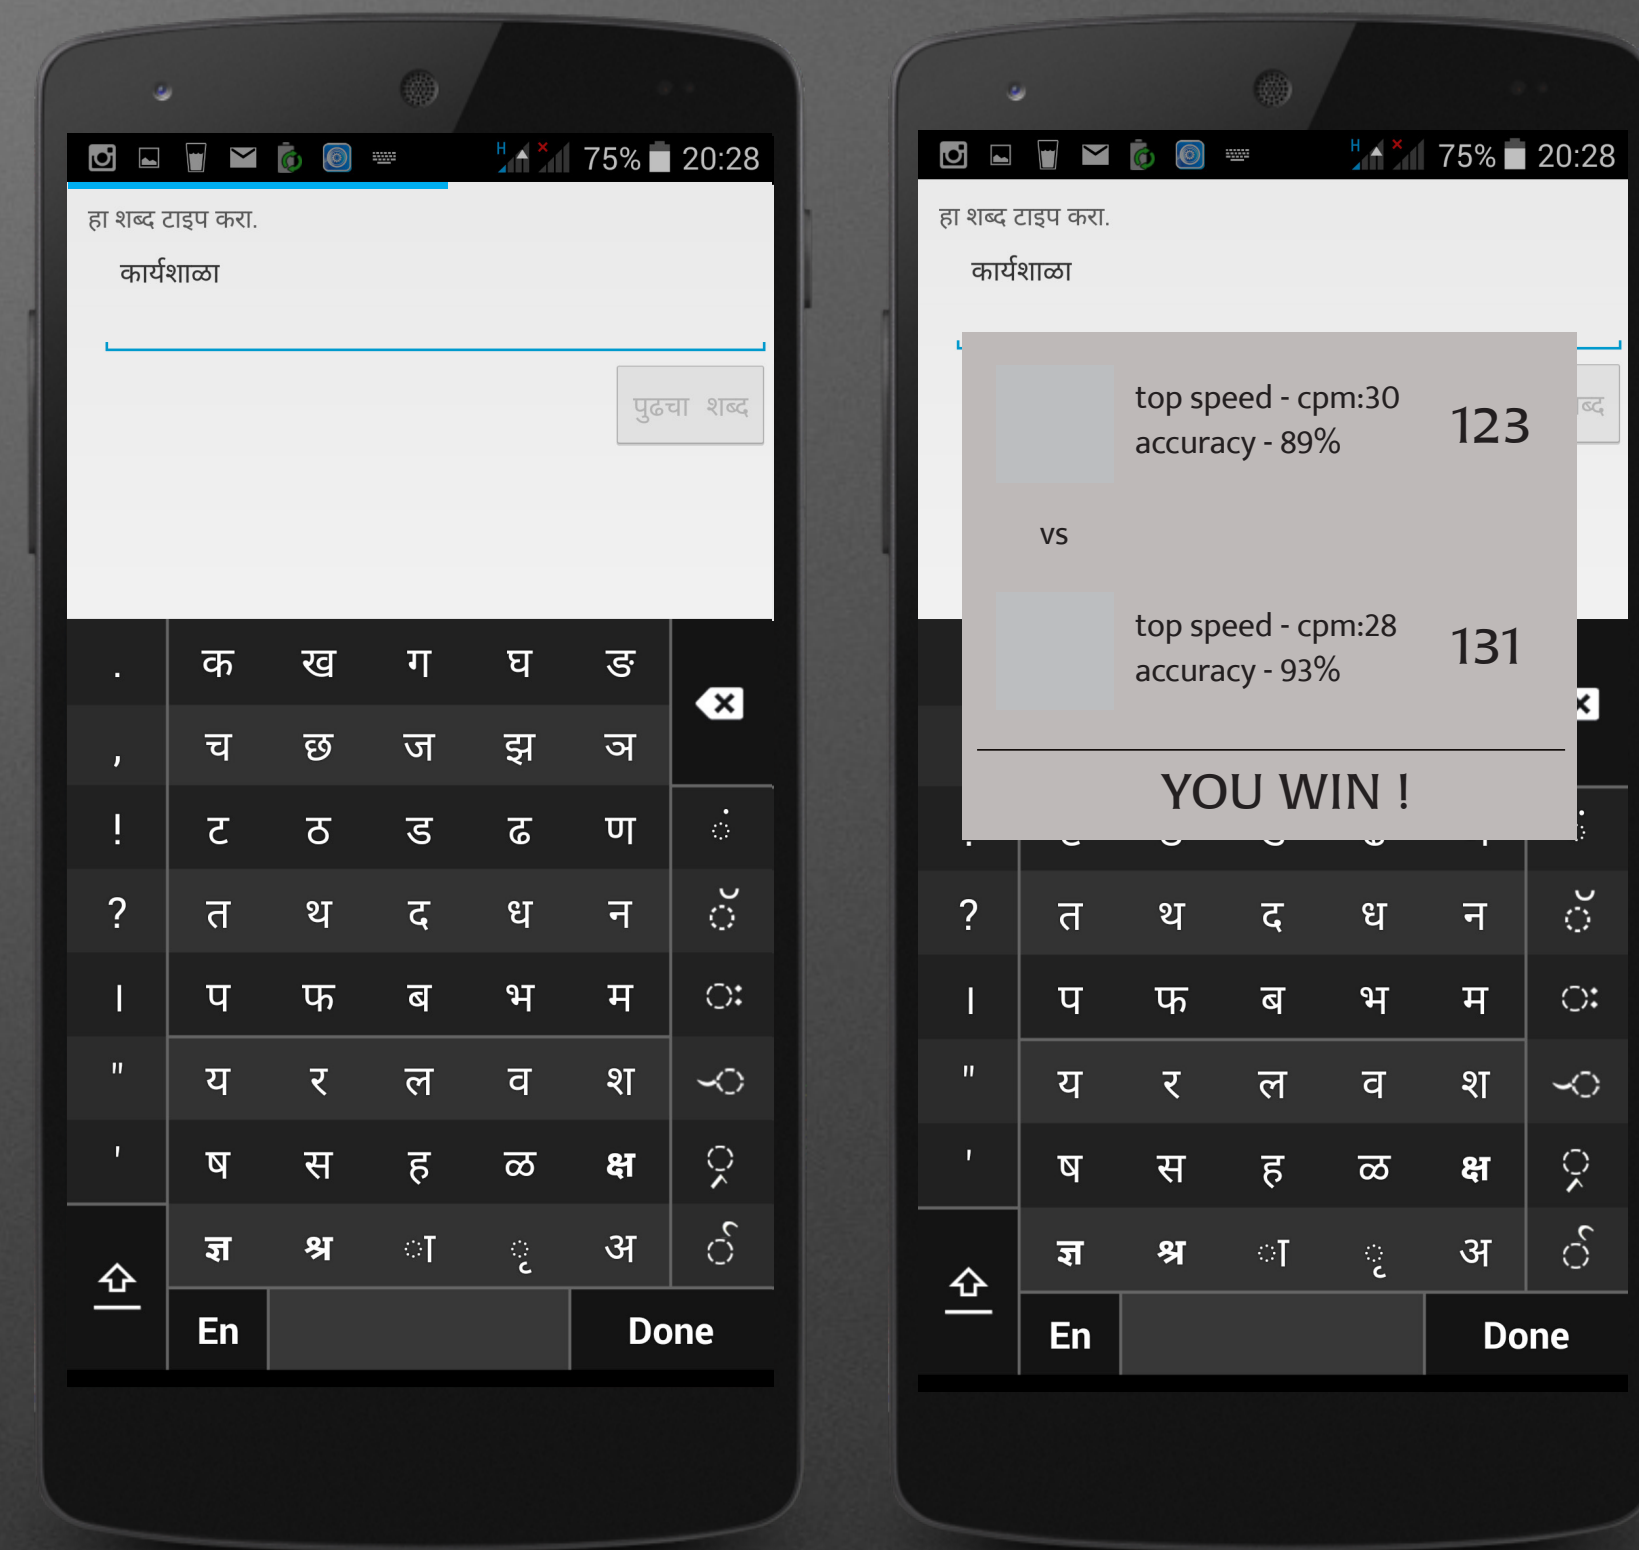 H 75% 20:28
हा शब्द टाइप करा.
कार्यशाळा
पुढचा शब्द
. क ख ग घ ङ
, च छ ज झ ञ
! ट ठ ड ढ ण ं
? त थ द ध न ॅ
। प फ ब भ म ः
" य र ल व श
' ष स ह ळ क्ष
ज्ञ श्र ा ृ अ
En Done
H 75% 20:28
हा शब्द टाइप करा.
कार्यशाळा
top speed - cpm:30
accuracy - 89%
123
vs
top speed - cpm:28
accuracy - 93%
131
YOU WIN !
? त थ द ध न ॅ
। प फ ब भ म ः
" य र ल व श
' ष स ह ळ क्ष
ज्ञ श्र ा ृ अ
En Done